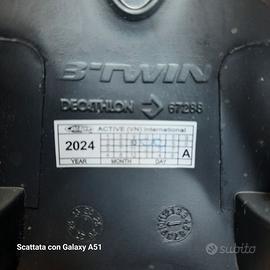 B'TWIN
DECATHLON 67288
ACTIVE (VN) International
2024
A
YEAR MONTH DAY
Scattata con Galaxy A51
subito